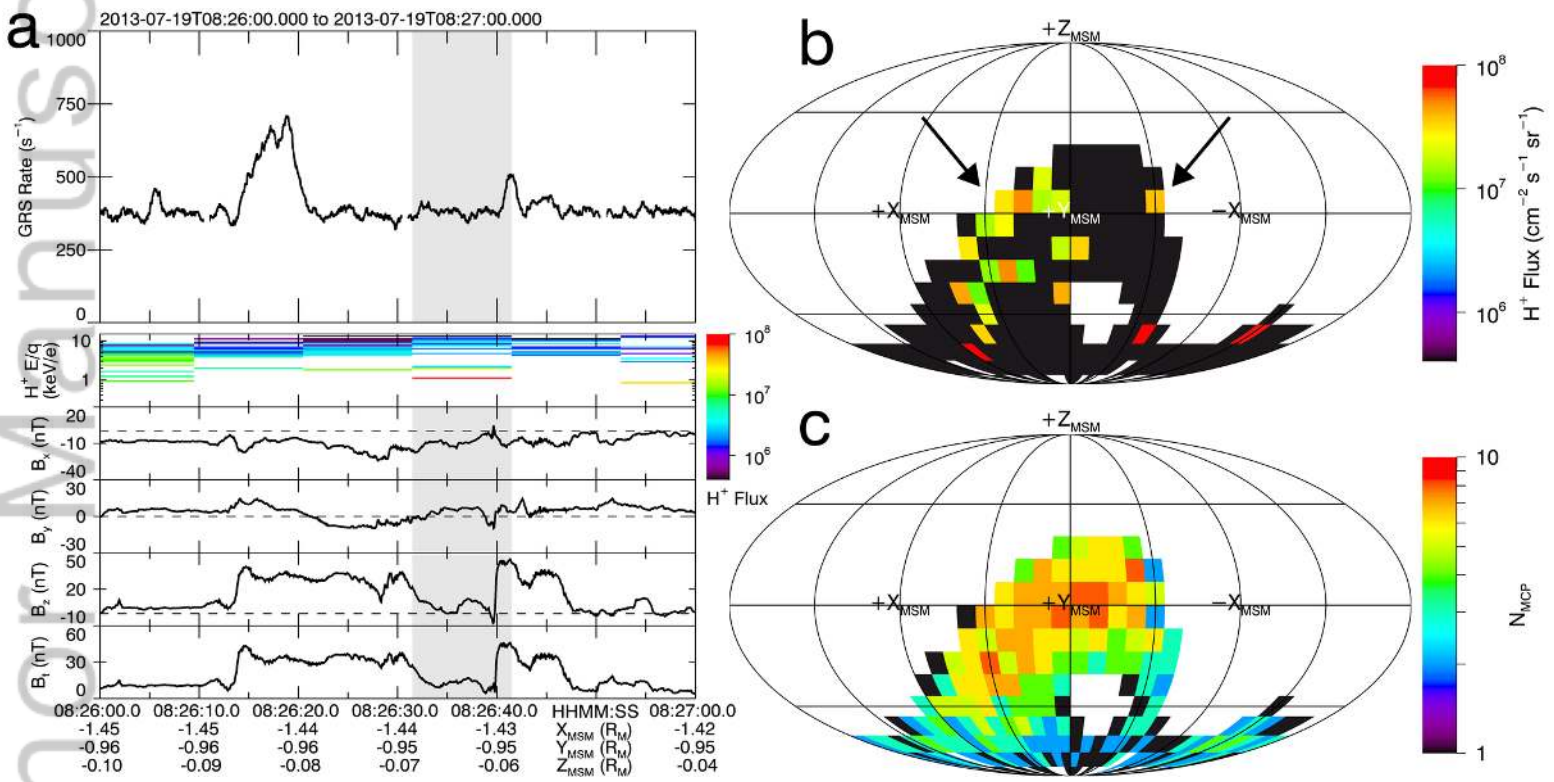 a
2013-07-19T08:26:00.000 to 2013-07-19T08:27:00.000
1000
750
500
250
0
GRS Rate (s⁻¹)
10
1
H⁺ E/q
(keV/e)
10⁸
10⁷
10⁶
H⁺ Flux
20
-10
-40
Bₓ (nT)
30
0
-30
B_y (nT)
50
20
-10
B_z (nT)
60
30
0
B_t (nT)
08:26:00.0 08:26:10.0 08:26:20.0 08:26:30.0 08:26:40.0 HHMM:SS 08:27:00.0
-1.45 -1.45 -1.44 -1.44 -1.43 X_MSM (R_M) -1.42
-0.96 -0.96 -0.96 -0.95 -0.95 Y_MSM (R_M) -0.95
-0.10 -0.09 -0.08 -0.07 -0.06 Z_MSM (R_M) -0.04
b
+Z_MSM
+X_MSM
+Y_MSM
-X_MSM
10⁸
10⁷
10⁶
H⁺ Flux (cm⁻² s⁻¹ sr⁻¹)
c
+Z_MSM
+X_MSM
+Y_MSM
-X_MSM
10
1
N_MCP